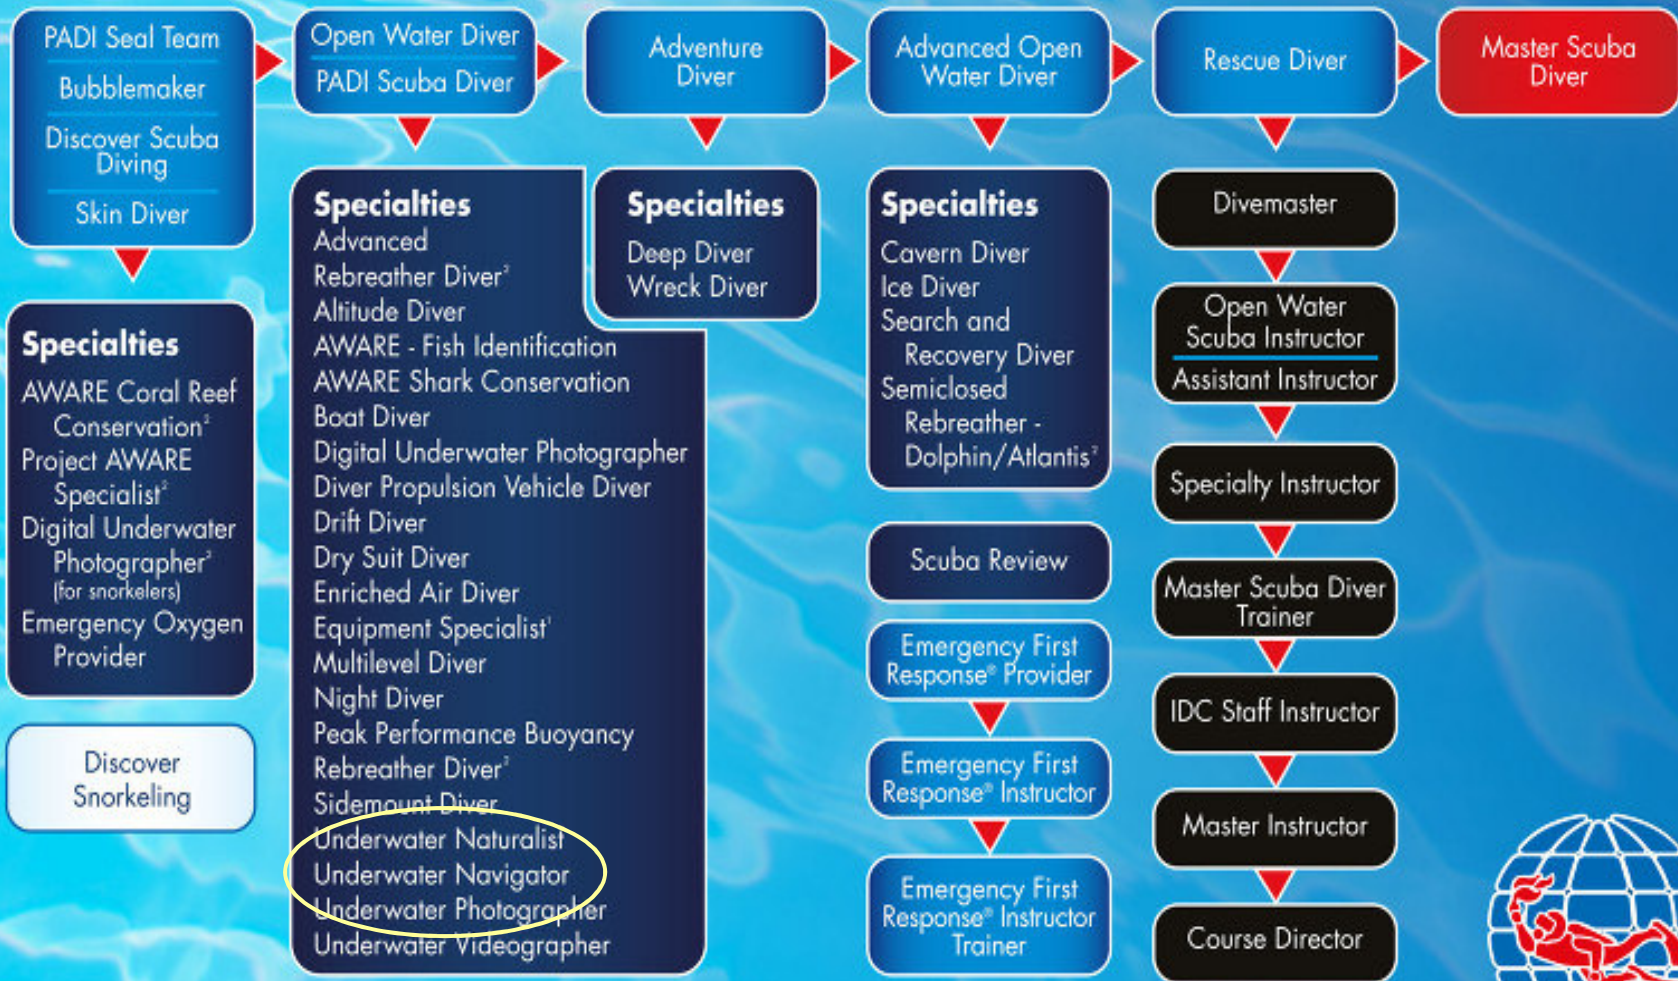 PADI Seal Team
Bubblemaker
Discover Scuba
Diving
Skin Diver
Specialties
AWARE Coral Reef
Conservation²
Project AWARE
Specialist²
Digital Underwater
Photographer²
(for snorkelers)
Emergency Oxygen
Provider
Discover
Snorkeling
Open Water Diver
PADI Scuba Diver
Specialties
Advanced
Rebreather Diver²
Altitude Diver
AWARE - Fish Identification
AWARE Shark Conservation
Boat Diver
Digital Underwater Photographer
Diver Propulsion Vehicle Diver
Drift Diver
Dry Suit Diver
Enriched Air Diver
Equipment Specialist¹
Multilevel Diver
Night Diver
Peak Performance Buoyancy
Rebreather Diver²
Sidemount Diver
Underwater Naturalist
Underwater Navigator
Underwater Photographer
Underwater Videographer
Adventure
Diver
Specialties
Deep Diver
Wreck Diver
Advanced Open
Water Diver
Specialties
Cavern Diver
Ice Diver
Search and
Recovery Diver
Semiclosed
Rebreather -
Dolphin/Atlantis²
Scuba Review
Emergency First
Response® Provider
Emergency First
Response® Instructor
Emergency First
Response® Instructor
Trainer
Rescue Diver
Divemaster
Open Water
Scuba Instructor
Assistant Instructor
Specialty Instructor
Master Scuba Diver
Trainer
IDC Staff Instructor
Master Instructor
Course Director
Master Scuba
Diver